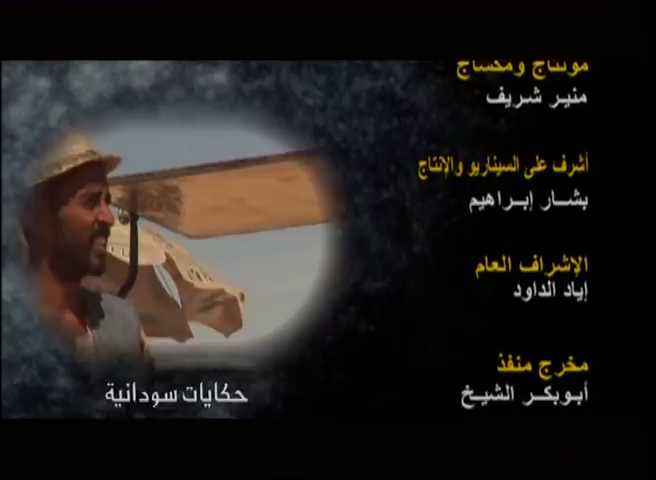 مونتاج ومكساج
منير شريف
أشرف على السيناريو والإنتاج
بشار إبراهيم
الإشراف العام
إياد الداود
مخرج منفذ
أبوبكر الشيخ
حكايات سودانية